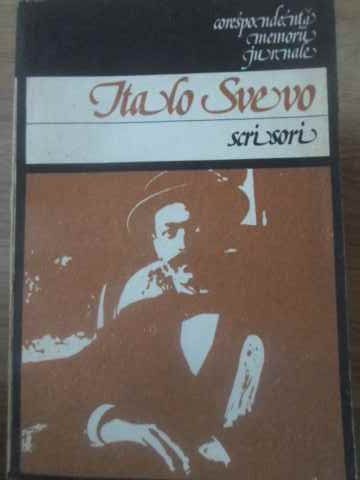 corespondență
memorii
jurnale
Italo Svevo
scrisori